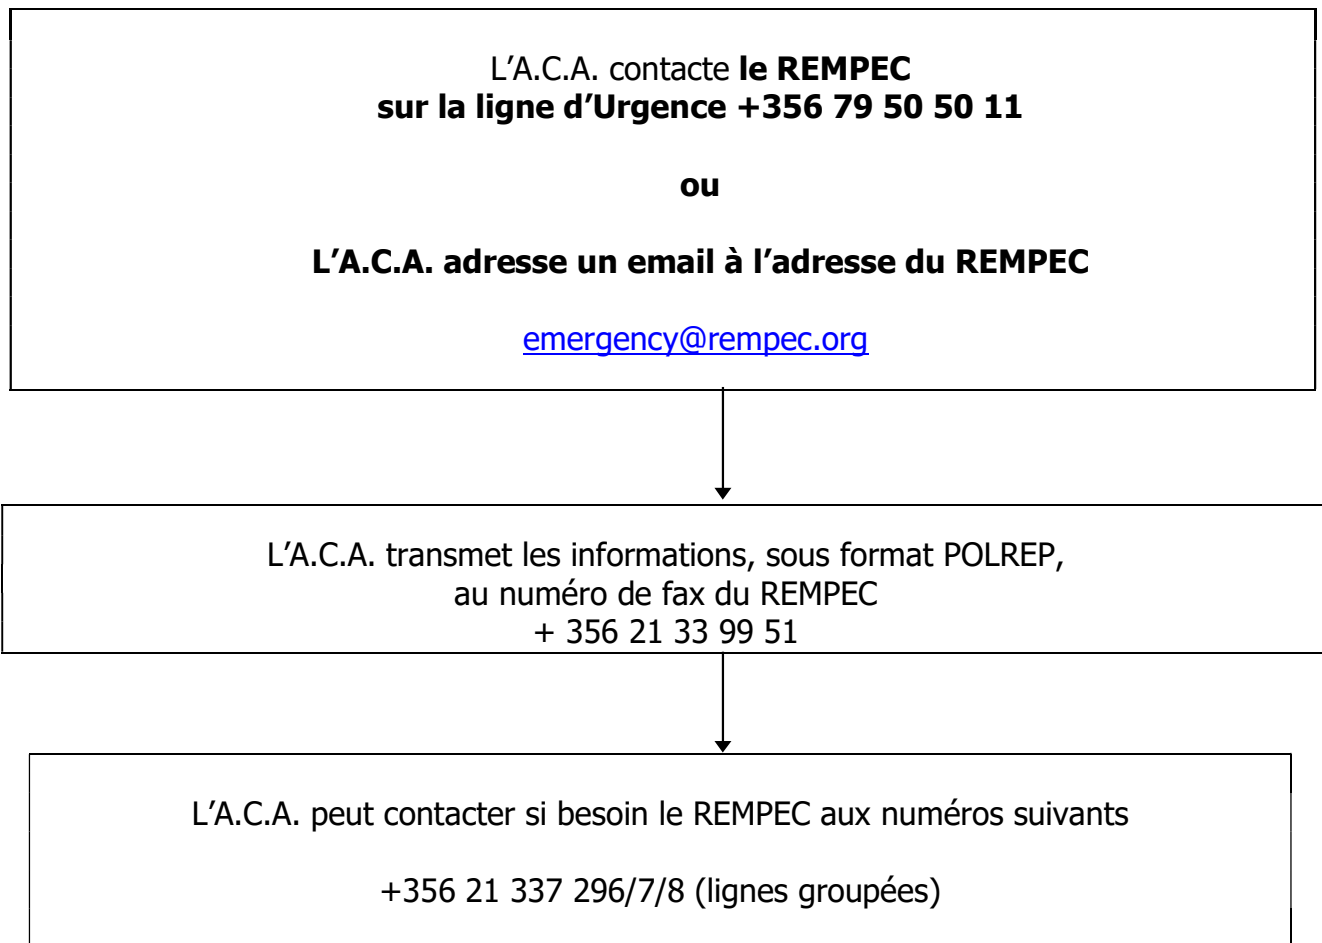 L’A.C.A. contacte le REMPEC
sur la ligne d’Urgence +356 79 50 50 11
ou
L’A.C.A. adresse un email à l’adresse du REMPEC
emergency@rempec.org
L’A.C.A. transmet les informations, sous format POLREP,
au numéro de fax du REMPEC
+ 356 21 33 99 51
L’A.C.A. peut contacter si besoin le REMPEC aux numéros suivants
+356 21 337 296/7/8 (lignes groupées)